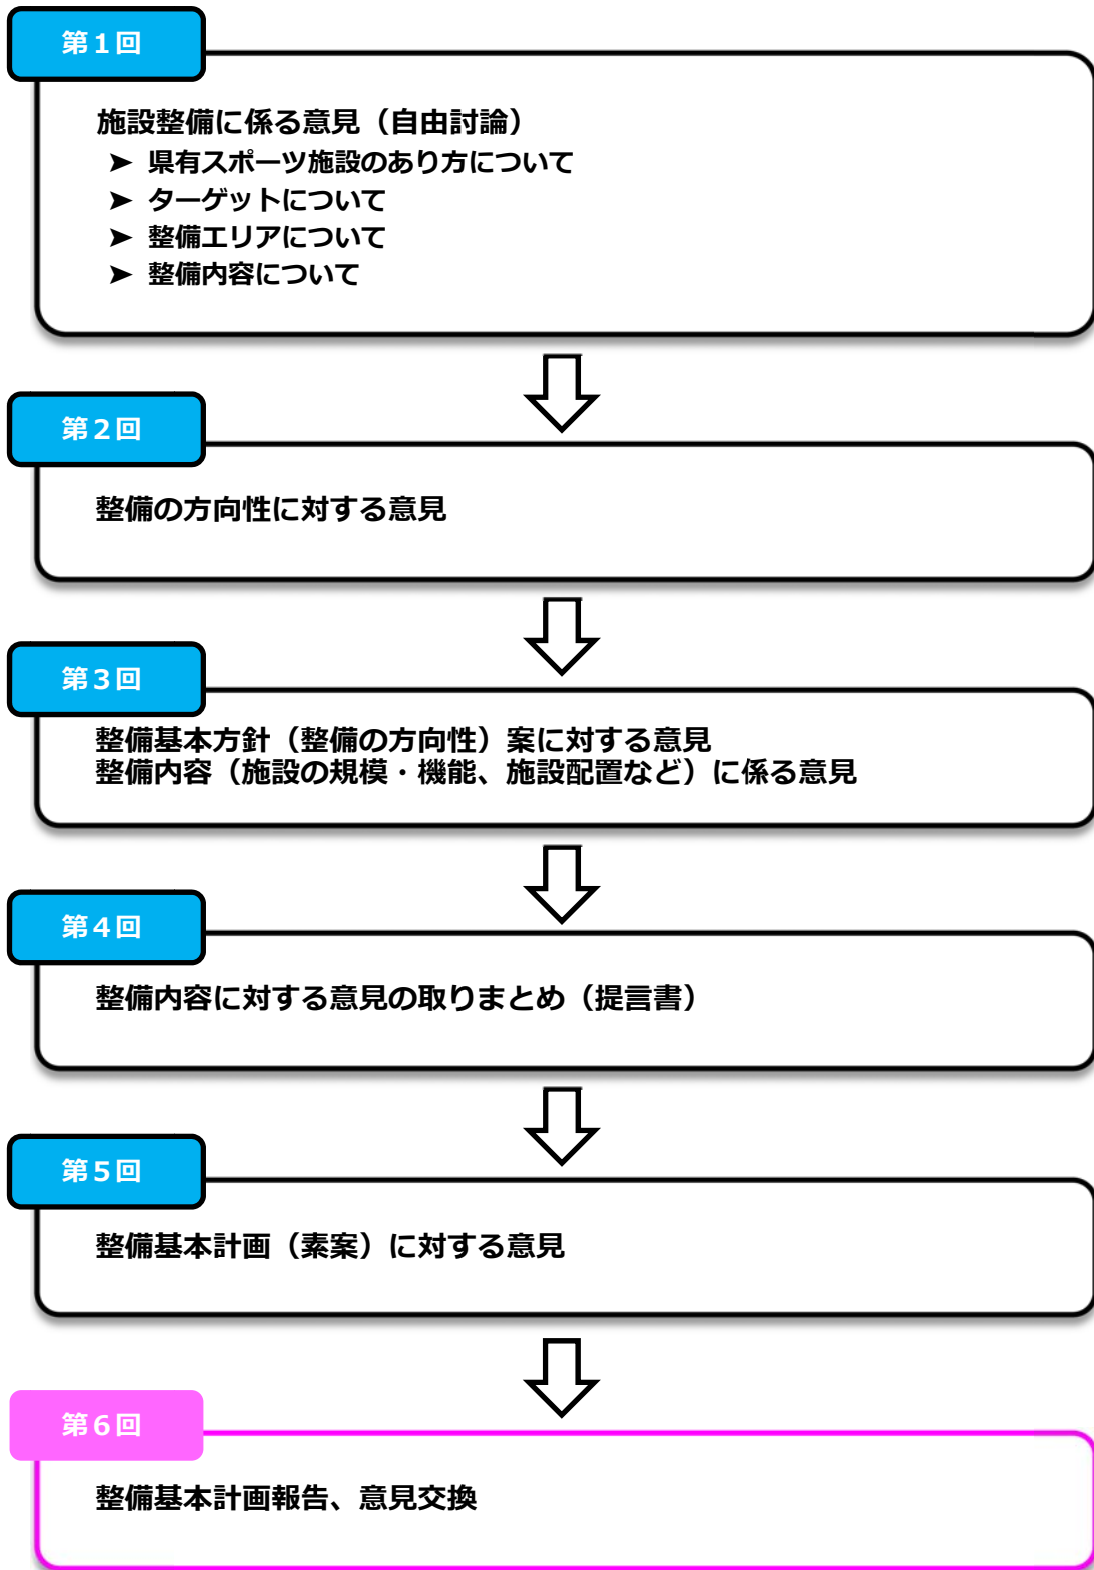 第1回
施設整備に係る意見（自由討論）
➤ 県有スポーツ施設のあり方について
➤ ターゲットについて
➤ 整備エリアについて
➤ 整備内容について
第2回
整備の方向性に対する意見
第3回
整備基本方針（整備の方向性）案に対する意見
整備内容（施設の規模・機能、施設配置など）に係る意見
第4回
整備内容に対する意見の取りまとめ（提言書）
第5回
整備基本計画（素案）に対する意見
第6回
整備基本計画報告、意見交換